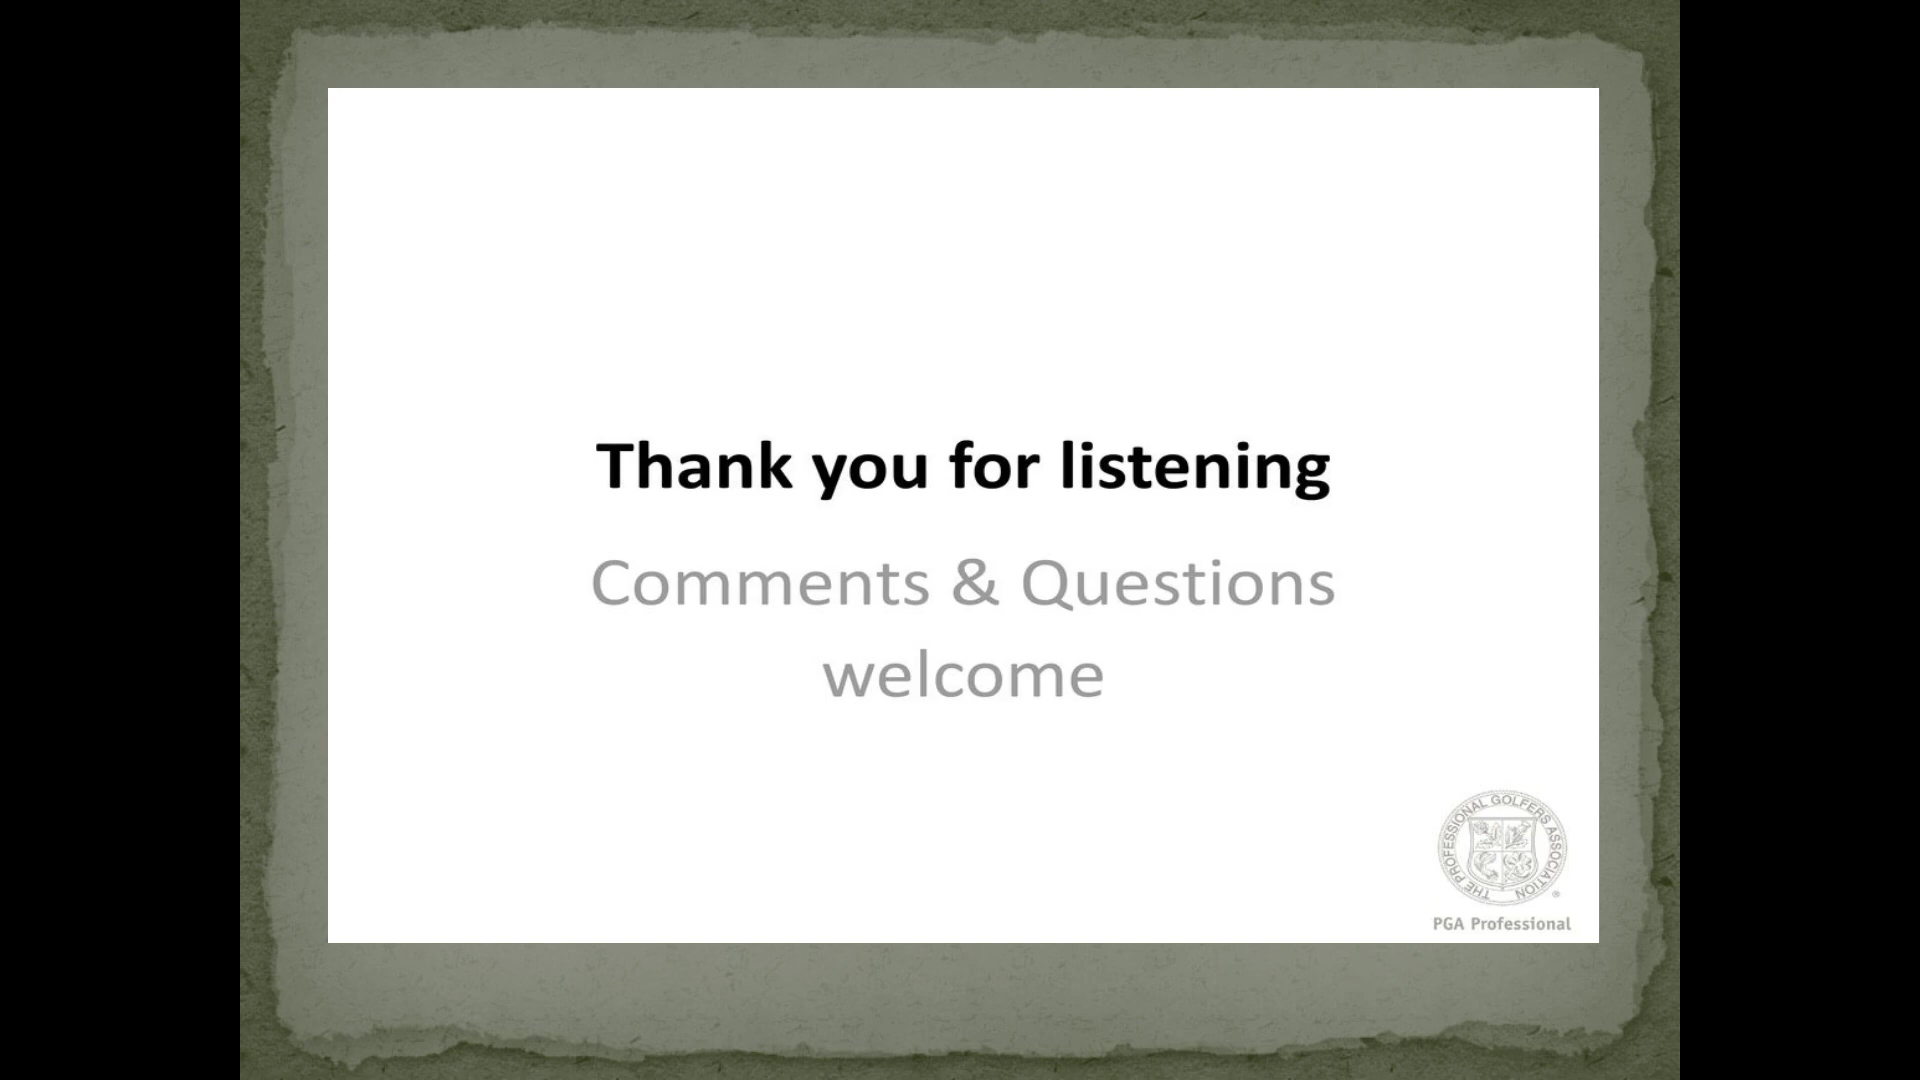 Thank you for listening
Comments & Questions
welcome
THE PROFESSIONAL GOLFERS ASSOCIATION
®
PGA Professional